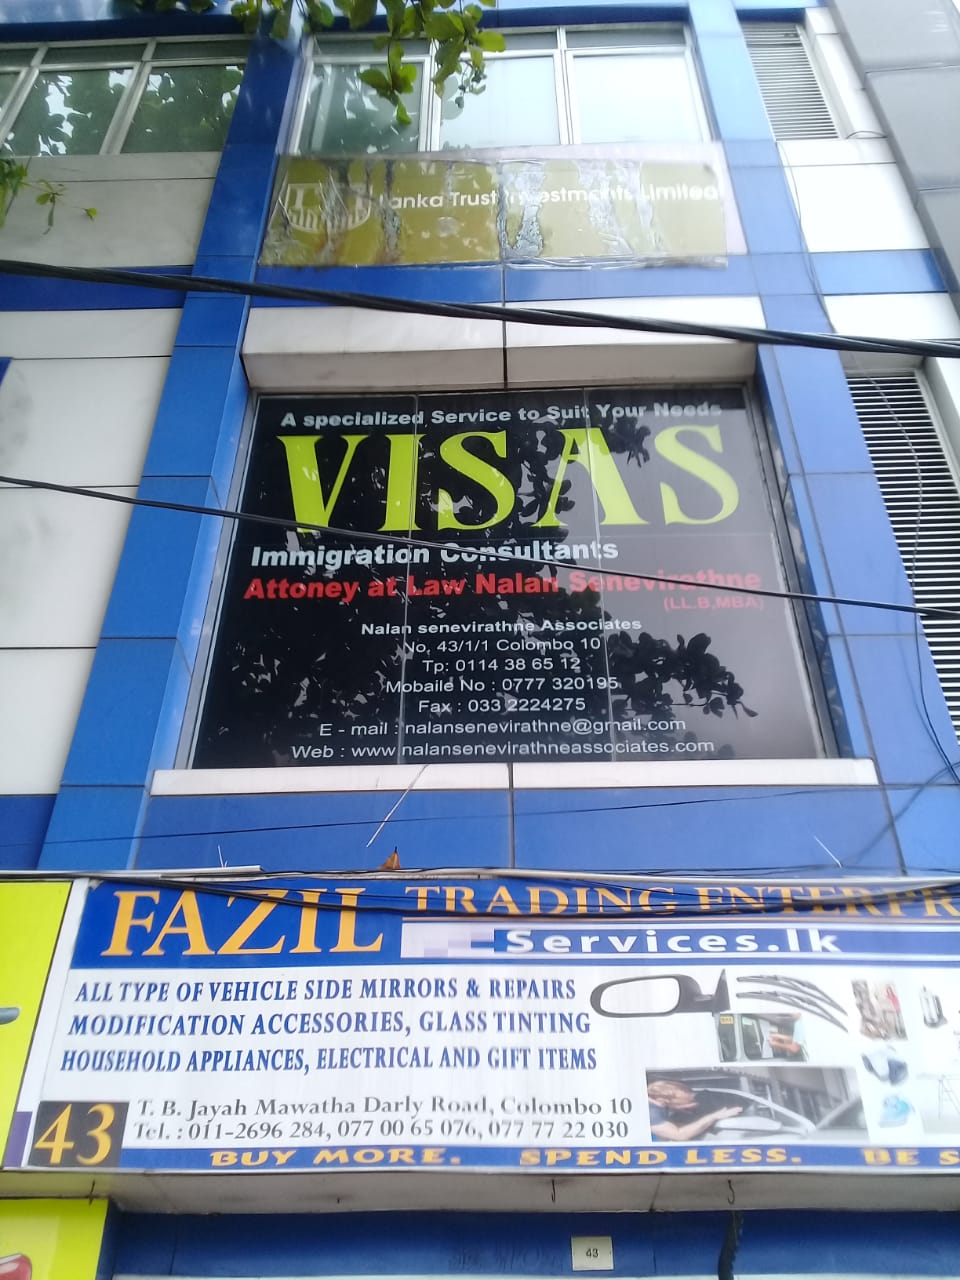 Lanka Trust Investments Limited
A specialized Service to Suit Your Needs
VISAS
Immigration Consultants
Attoney at Law Nalan Senevirathne
(LL.B,MBA)
Nalan senevirathne Associates
No. 43/1/1 Colombo 10
Tp: 0114 38 65 12
Mobaile No : 0777 320195
Fax : 033 2224275
E - mail : nalansenevirathne@gmail.com
Web : www.nalansenevirathneassociates.com
FAZIL TRADING ENTERPR
Services.lk
ALL TYPE OF VEHICLE SIDE MIRRORS & REPAIRS
MODIFICATION ACCESSORIES, GLASS TINTING
HOUSEHOLD APPLIANCES, ELECTRICAL AND GIFT ITEMS
43 T. B. Jayah Mawatha Darly Road, Colombo 10
Tel. : 011-2696 284, 077 00 65 076, 077 77 22 030
BUY MORE. SPEND LESS. BE S
43